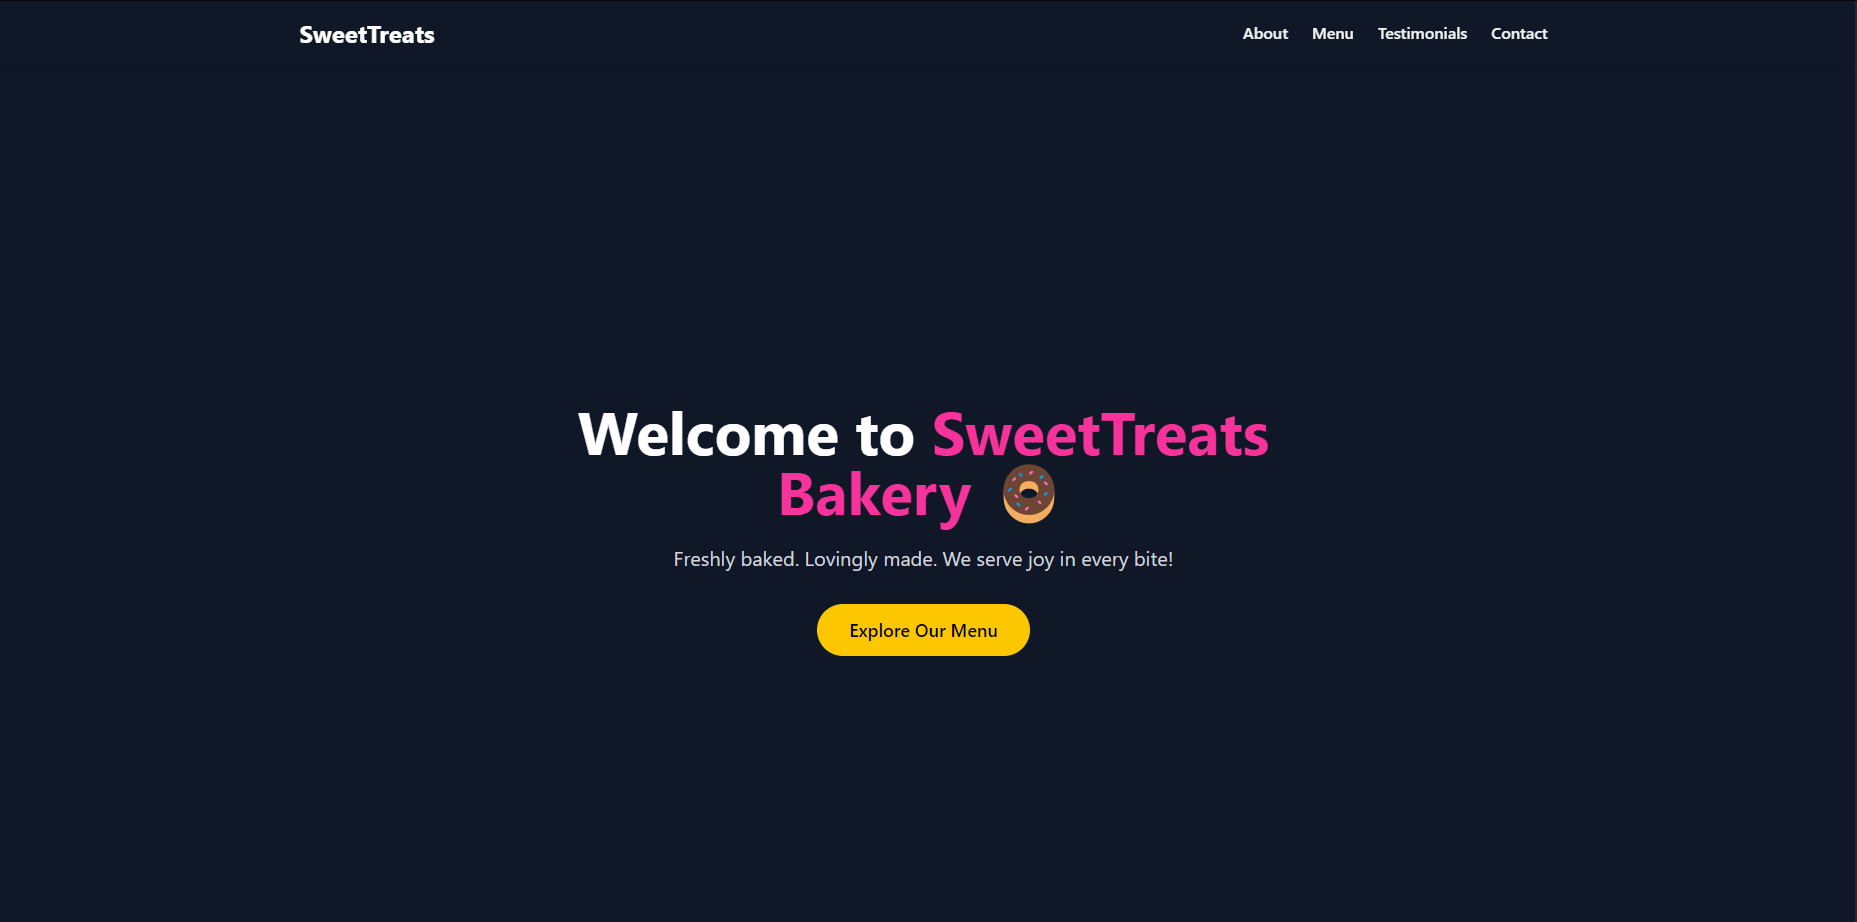 SweetTreats
About Menu Testimonials Contact
Welcome to SweetTreats
Bakery 🍩
Freshly baked. Lovingly made. We serve joy in every bite!
Explore Our Menu